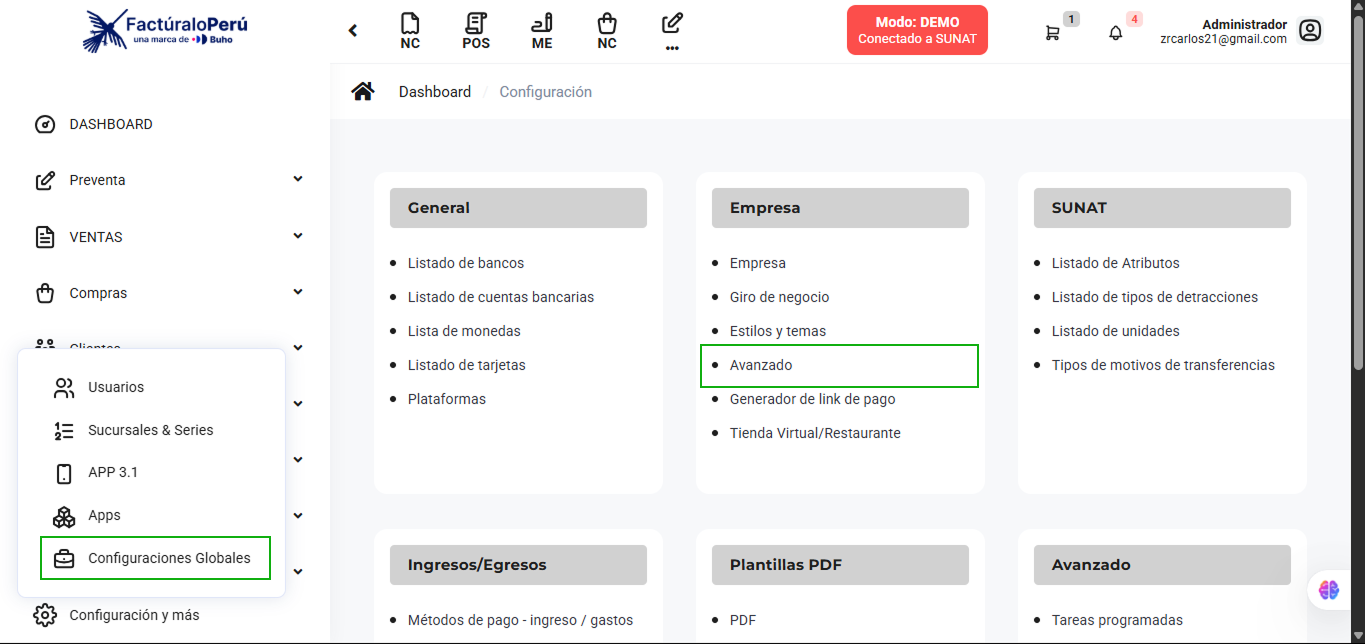 FactúraloPerú
una marca de Buho
NC
POS
ME
NC
...
Modo: DEMO
Conectado a SUNAT
1
4
Administrador
zrcarlos21@gmail.com
Dashboard / Configuración
DASHBOARD
Preventa
VENTAS
Compras
Clientes
Usuarios
Sucursales & Series
APP 3.1
Apps
Configuraciones Globales
Configuración y más
General
Listado de bancos
Listado de cuentas bancarias
Lista de monedas
Listado de tarjetas
Plataformas
Empresa
Empresa
Giro de negocio
Estilos y temas
Avanzado
Generador de link de pago
Tienda Virtual/Restaurante
SUNAT
Listado de Atributos
Listado de tipos de detracciones
Listado de unidades
Tipos de motivos de transferencias
Ingresos/Egresos
Métodos de pago - ingreso / gastos
Plantillas PDF
PDF
Avanzado
Tareas programadas